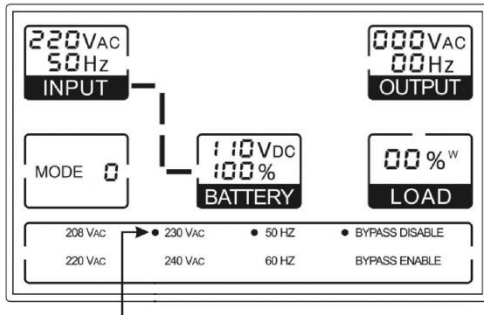 220VAC
50Hz
INPUT
000VAC
00Hz
OUTPUT
MODE 0
110VDC
100%
BATTERY
00%W
LOAD
208 VAC • 230 VAC • 50 HZ • BYPASS DISABLE
220 VAC 240 VAC 60 HZ BYPASS ENABLE